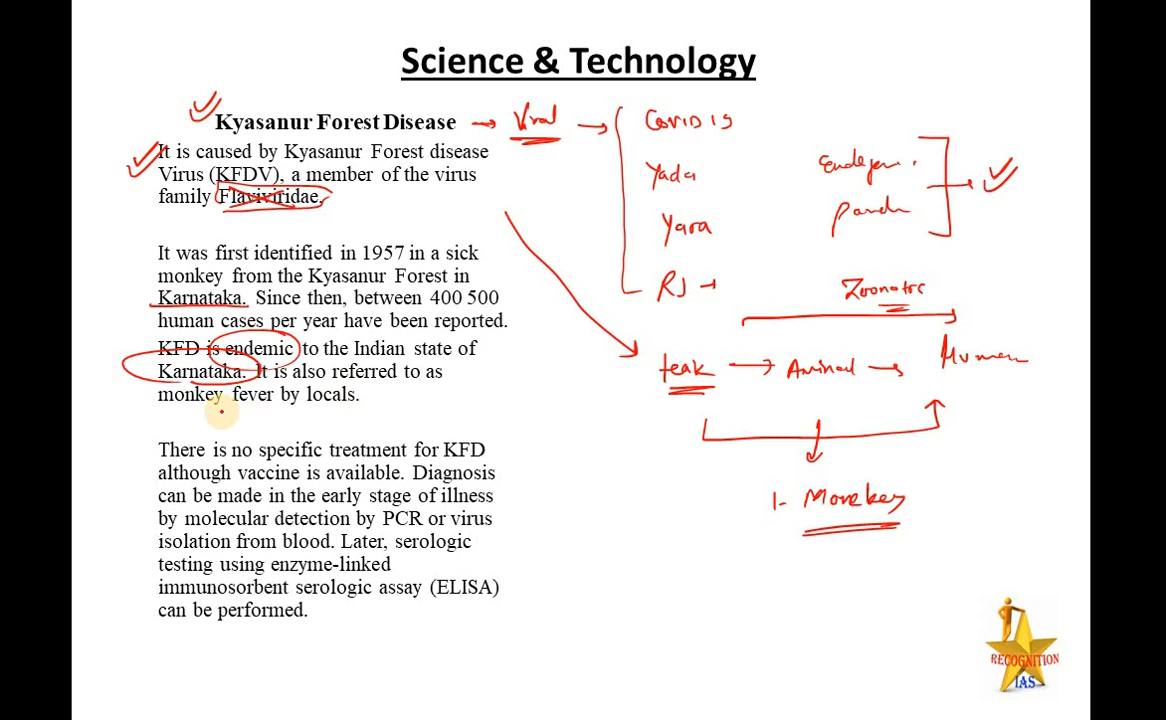 Science & Technology
Kyasanur Forest Disease → Viral →
It is caused by Kyasanur Forest disease
Virus (KFDV), a member of the virus
family Flaviviridae.
It was first identified in 1957 in a sick
monkey from the Kyasanur Forest in
Karnataka. Since then, between 400 500
human cases per year have been reported.
KFD is endemic to the Indian state of
Karnataka. It is also referred to as
monkey fever by locals.
There is no specific treatment for KFD
although vaccine is available. Diagnosis
can be made in the early stage of illness
by molecular detection by PCR or virus
isolation from blood. Later, serologic
testing using enzyme-linked
immunosorbent serologic assay (ELISA)
can be performed.
Covid 19
Yada
Yara
RJ →
Zoonotic
teak → Animal → Human
1- Monekey
RECOGNITION
IAS